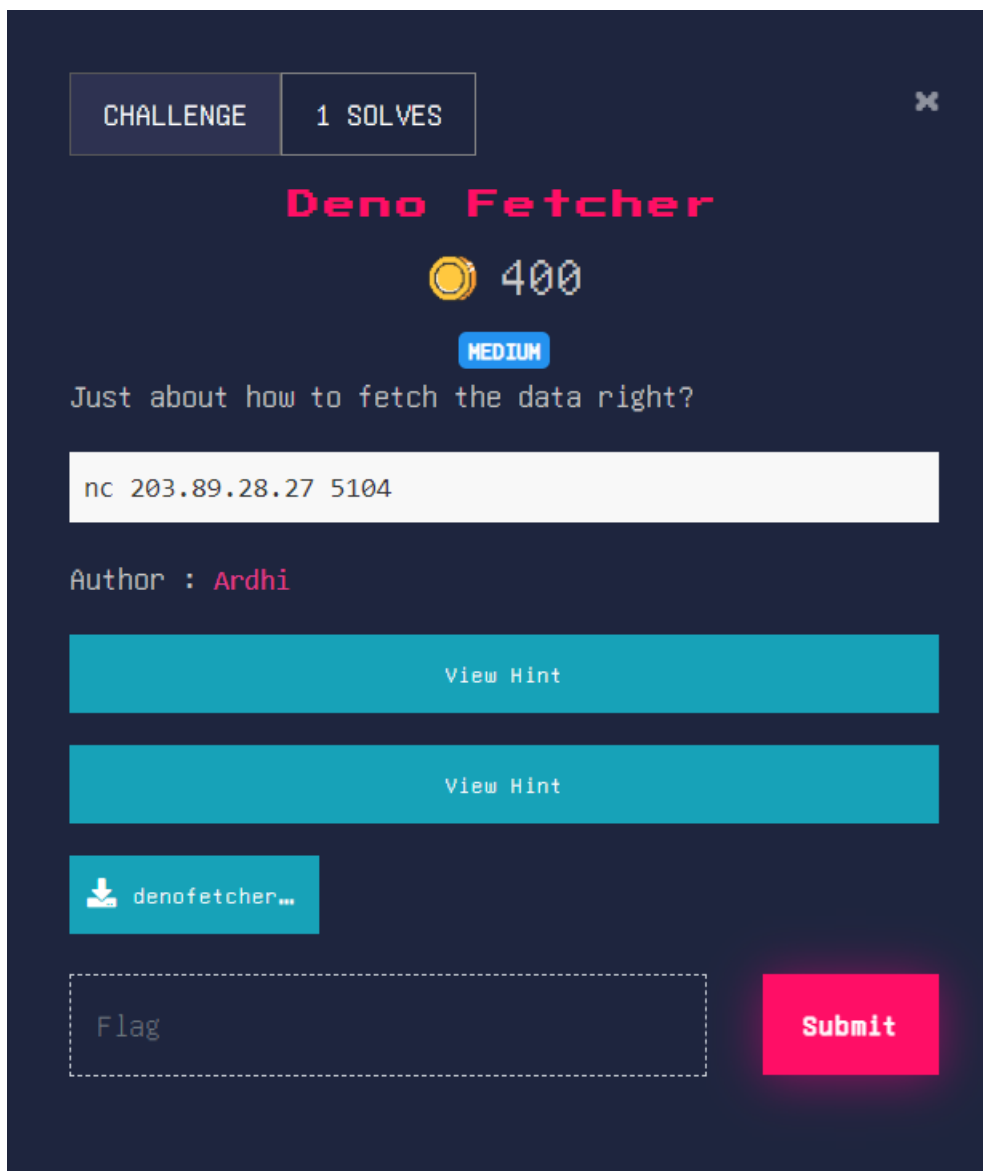 CHALLENGE
1 SOLVES
×
Deno Fetcher
400
MEDIUM
Just about how to fetch the data right?
nc 203.89.28.27 5104
Author : Ardhi
View Hint
View Hint
denofetcher…
Flag
Submit